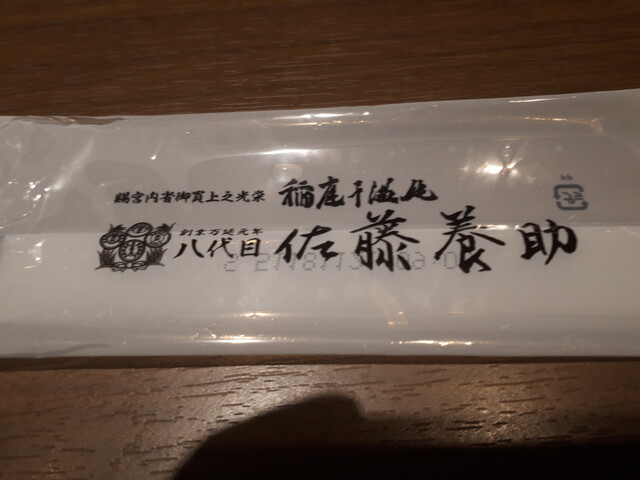 賜宮内省御買上之光栄 稲庭干温飩
創業万延元年
八代目 佐藤養助